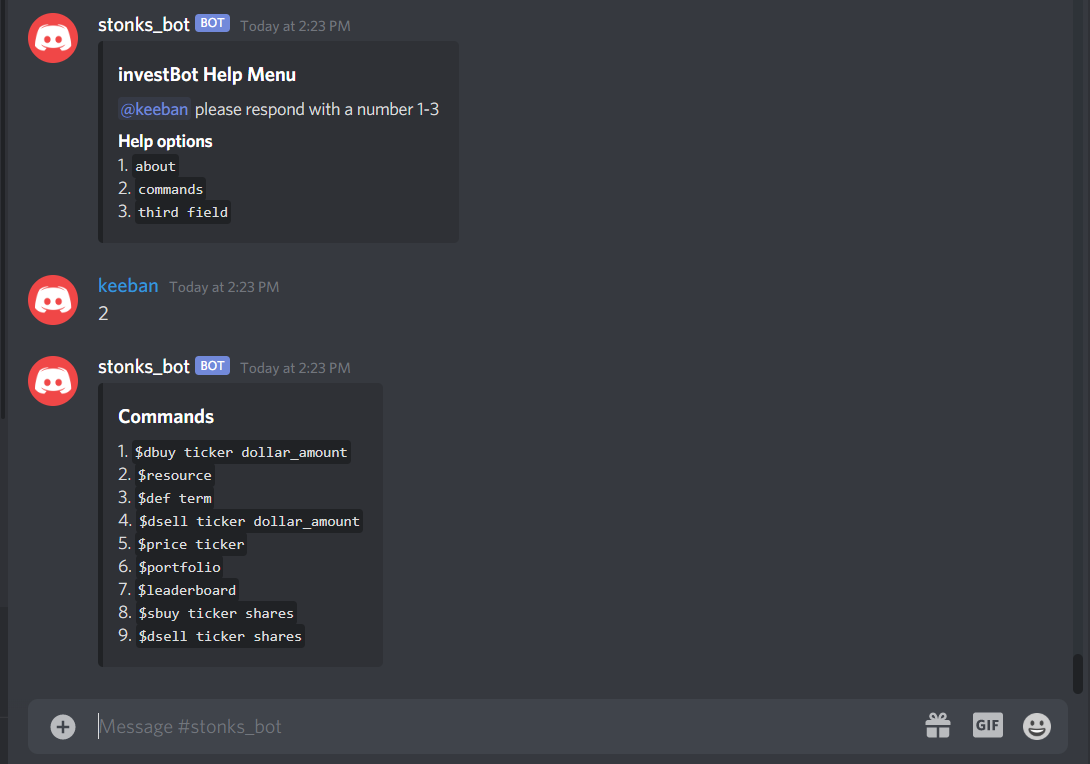 stonks_bot BOT Today at 2:23 PM
investBot Help Menu
@keeban please respond with a number 1-3
Help options
1. about
2. commands
3. third field
keeban Today at 2:23 PM
2
stonks_bot BOT Today at 2:23 PM
Commands
1. $dbuy ticker dollar_amount
2. $resource
3. $def term
4. $dsell ticker dollar_amount
5. $price ticker
6. $portfolio
7. $leaderboard
8. $sbuy ticker shares
9. $dsell ticker shares
Message #stonks_bot GIF